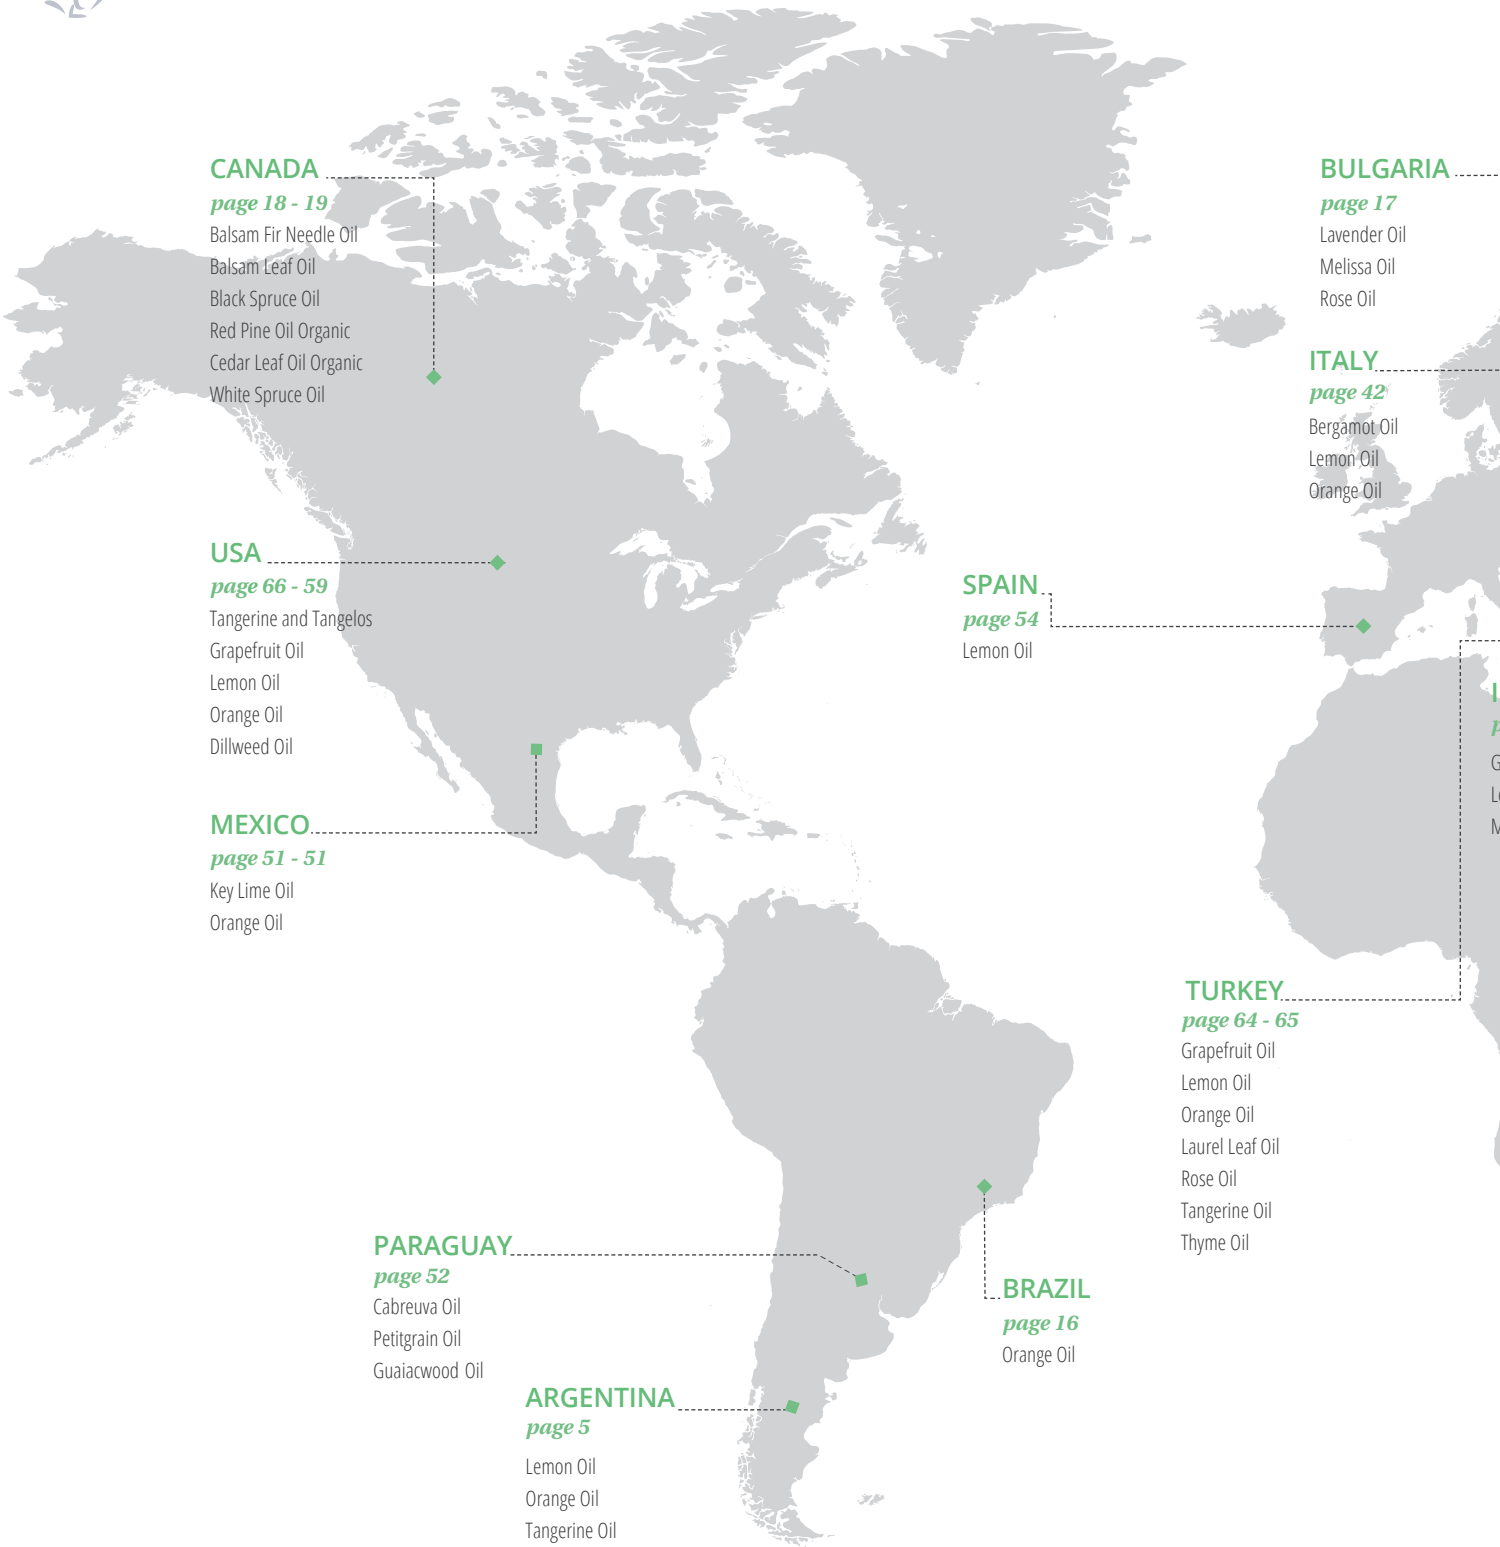 CANADA
page 18 - 19
Balsam Fir Needle Oil
Balsam Leaf Oil
Black Spruce Oil
Red Pine Oil Organic
Cedar Leaf Oil Organic
White Spruce Oil
BULGARIA
page 17
Lavender Oil
Melissa Oil
Rose Oil
ITALY
page 42
Bergamot Oil
Lemon Oil
Orange Oil
USA
page 66 - 59
Tangerine and Tangelos
Grapefruit Oil
Lemon Oil
Orange Oil
Dillweed Oil
SPAIN
page 54
Lemon Oil
MEXICO
page 51 - 51
Key Lime Oil
Orange Oil
TURKEY
page 64 - 65
Grapefruit Oil
Lemon Oil
Orange Oil
Laurel Leaf Oil
Rose Oil
Tangerine Oil
Thyme Oil
PARAGUAY
page 52
Cabreuva Oil
Petitgrain Oil
Guaiacwood Oil
BRAZIL
page 16
Orange Oil
ARGENTINA
page 5
Lemon Oil
Orange Oil
Tangerine Oil